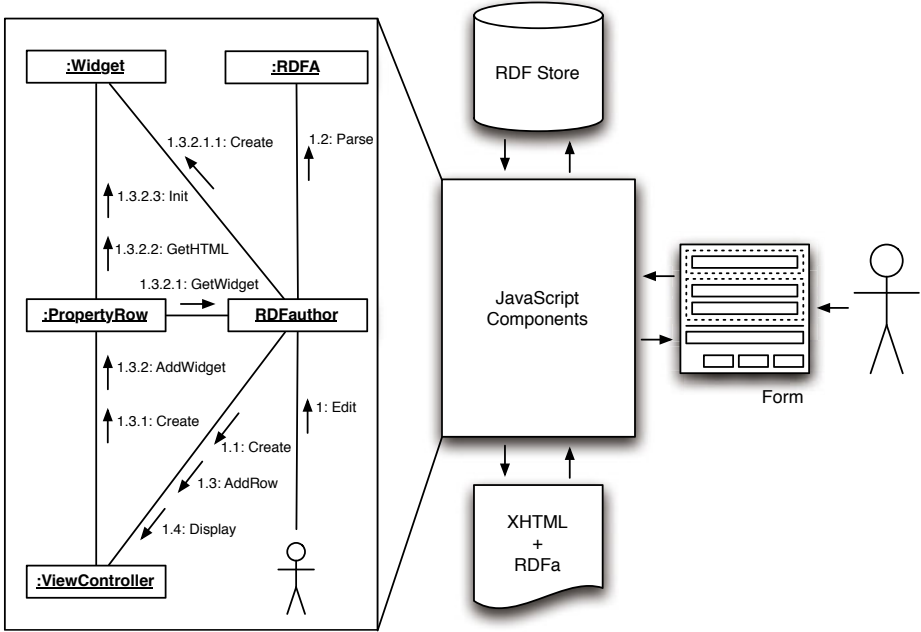 :Widget
:RDFA
1.3.2.1.1: Create
1.2: Parse
1.3.2.3: Init
1.3.2.2: GetHTML
1.3.2.1: GetWidget
:PropertyRow
RDFauthor
1.3.2: AddWidget
1.3.1: Create
1: Edit
1.1: Create
1.3: AddRow
1.4: Display
:ViewController
RDF Store
JavaScript
Components
Form
XHTML
+
RDFa